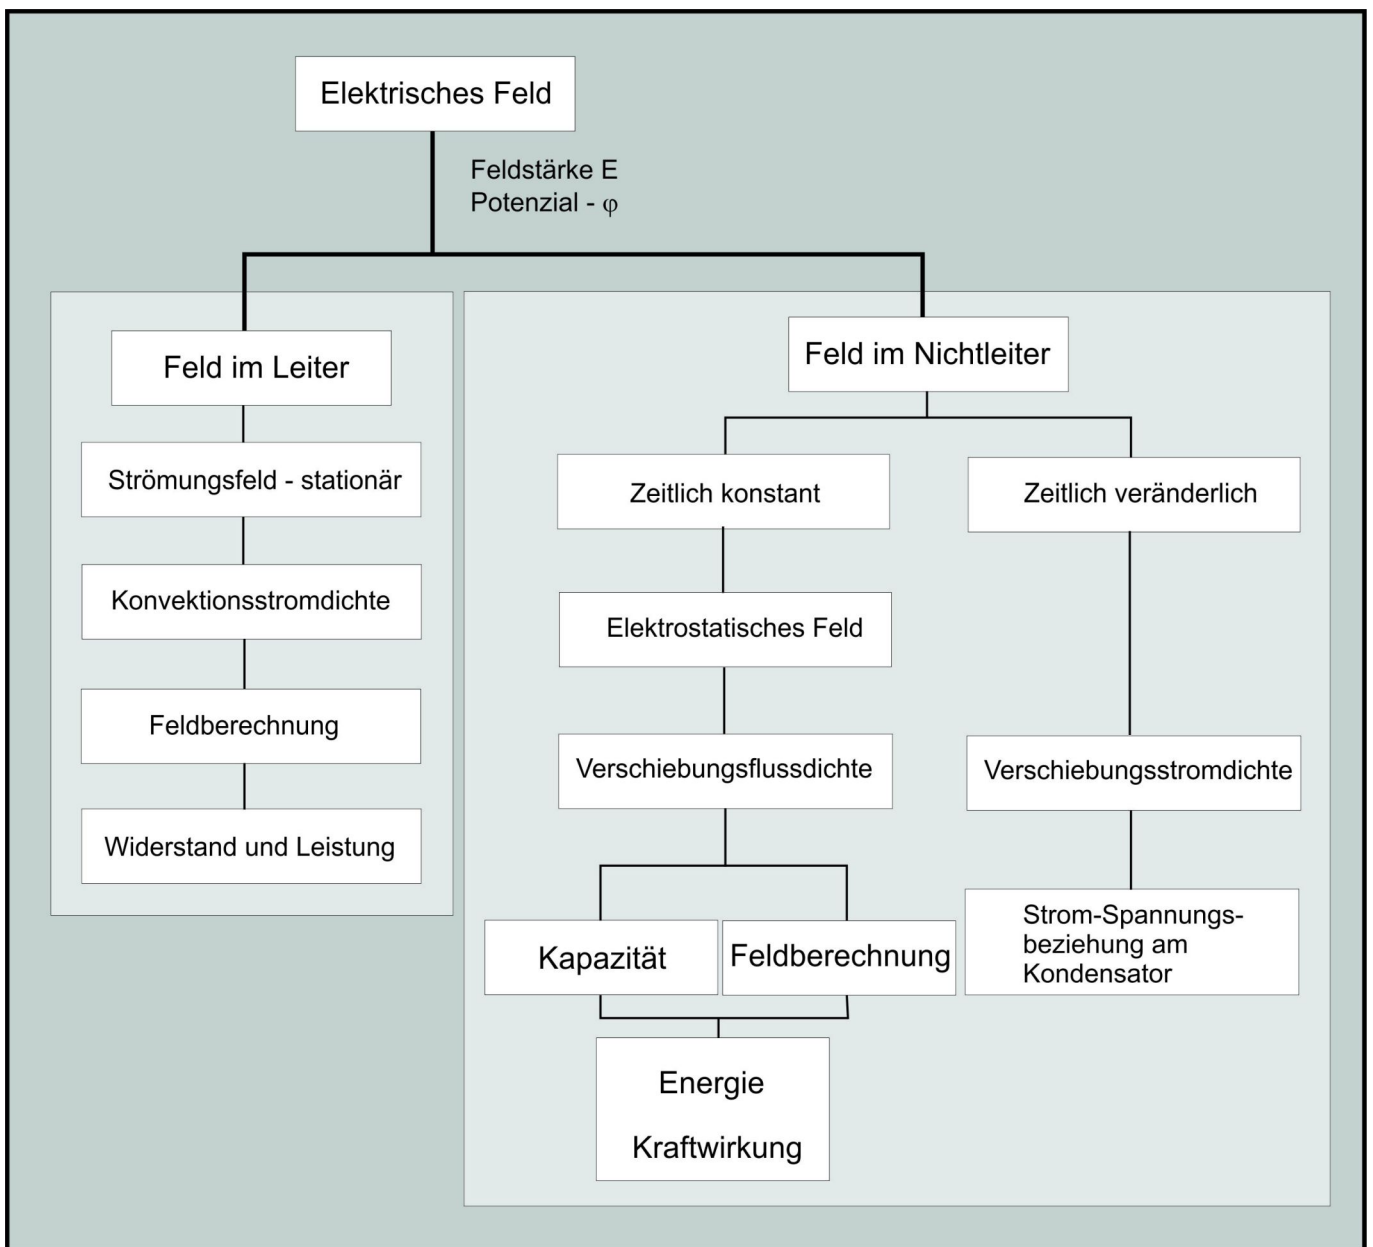 Elektrisches Feld
Feldstärke E
Potenzial - φ
Feld im Leiter
Strömungsfeld - stationär
Konvektionsstromdichte
Feldberechnung
Widerstand und Leistung
Feld im Nichtleiter
Zeitlich konstant
Elektrostatisches Feld
Verschiebungsflussdichte
Kapazität
Feldberechnung
Energie
Kraftwirkung
Zeitlich veränderlich
Verschiebungsstromdichte
Strom-Spannungs-
beziehung am
Kondensator